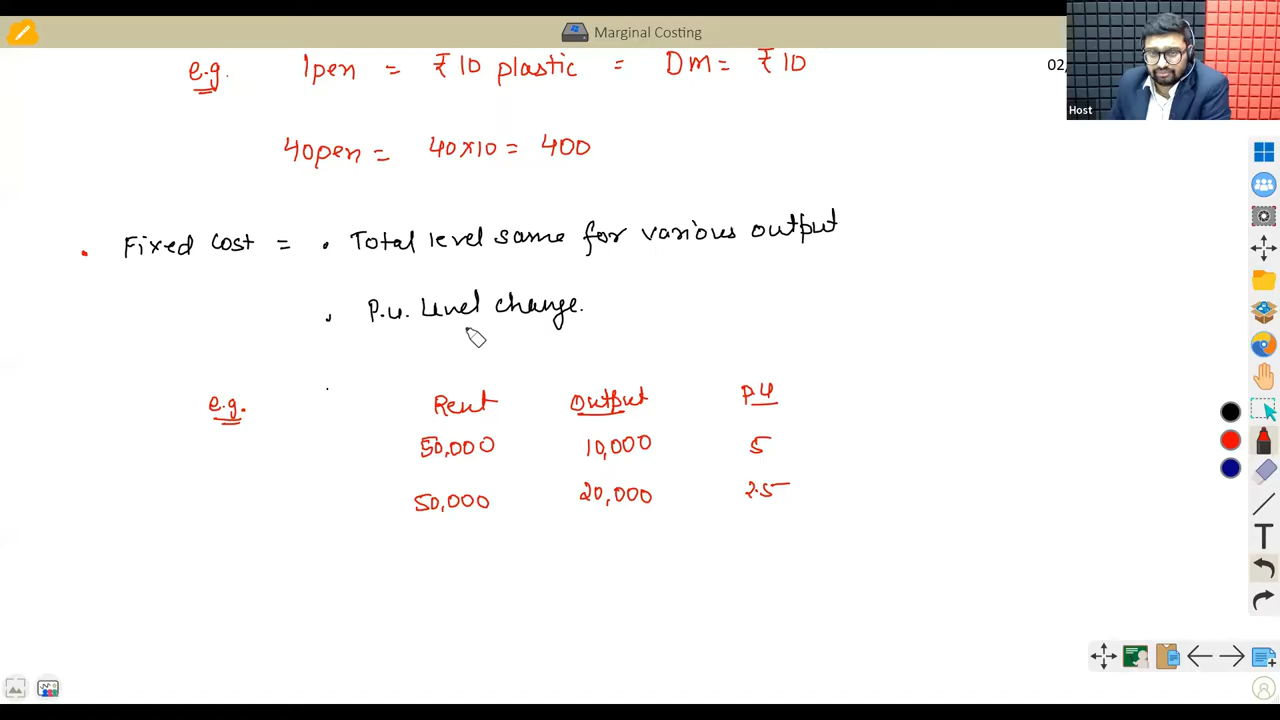 Marginal Costing
e.g. 1pen = ₹10 plastic = DM = ₹10
02/
Host
40pen = 40×10 = 400
• Fixed cost = • Total level same for various output
• P.u. Level change.
e.g. Rent Output PU
50,000 10,000 5
50,000 20,000 2.5
T